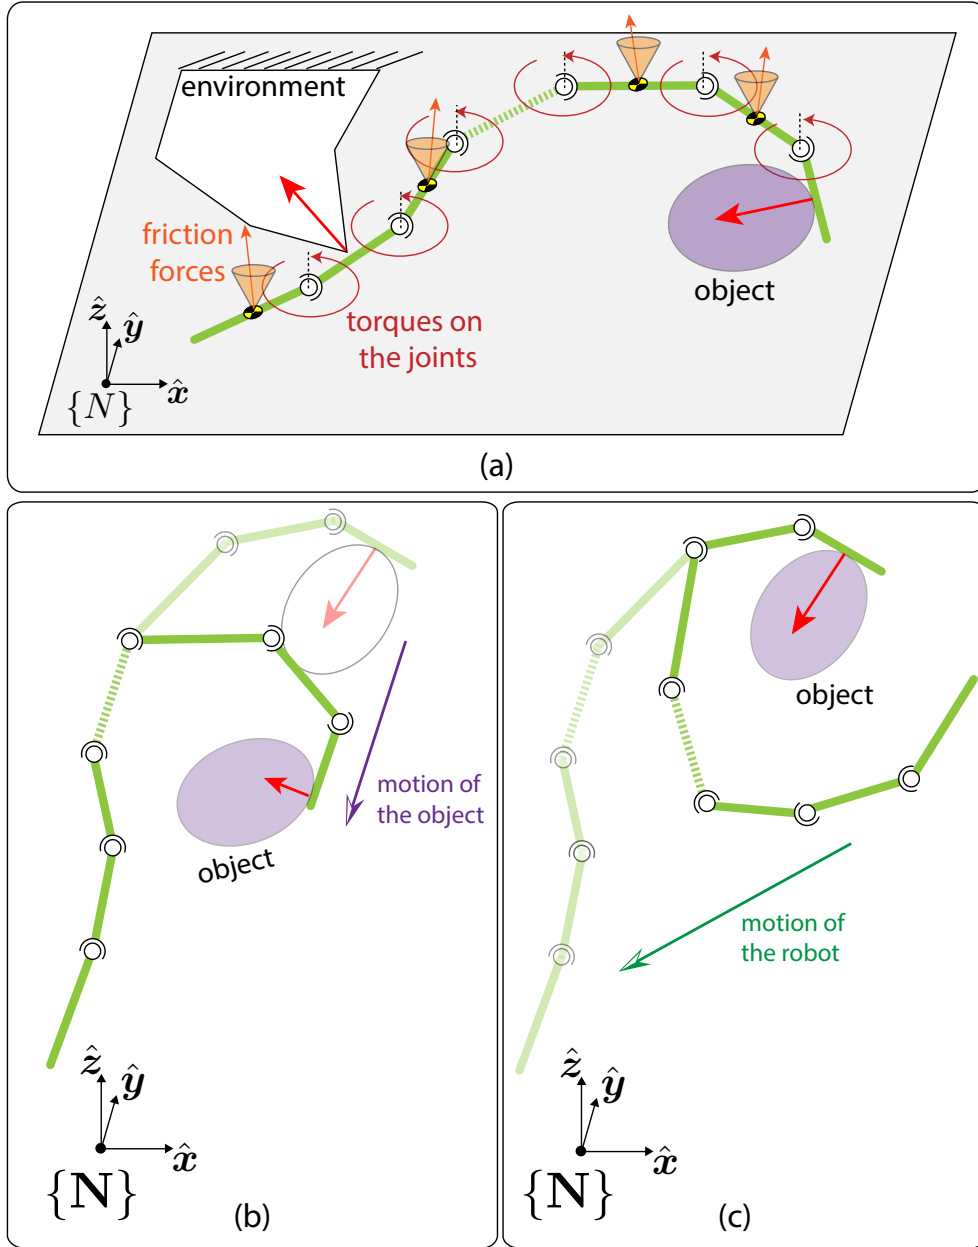 environment
friction
forces
object
torques on
the joints
ẑ
ŷ
x̂
{N}
(a)
motion of
the object
object
ẑ
ŷ
x̂
{N}
(b)
object
motion of
the robot
ẑ
ŷ
x̂
{N}
(c)